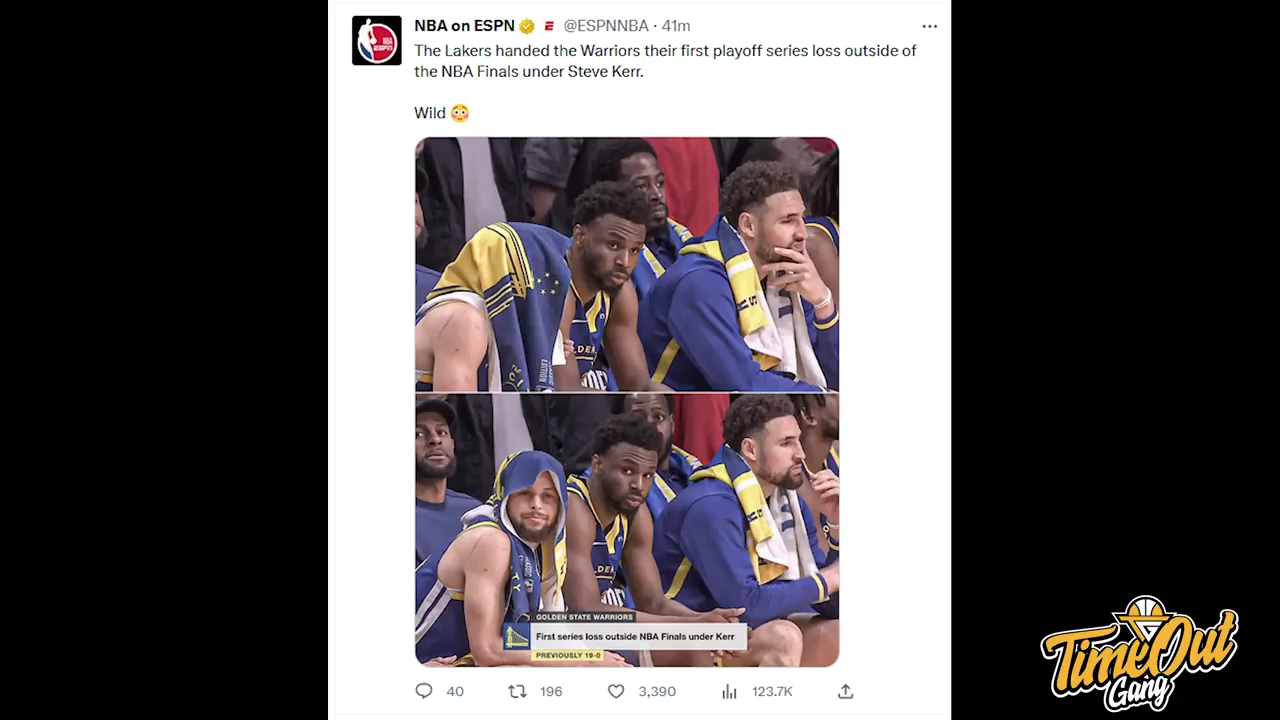 NBA on ESPN @ESPNNBA · 41m
The Lakers handed the Warriors their first playoff series loss outside of
the NBA Finals under Steve Kerr.
Wild 😳
GOLDEN STATE WARRIORS
First series loss outside NBA Finals under Kerr
PREVIOUSLY 19-0
40 196 3,390 123.7K
TimeOut
Gang